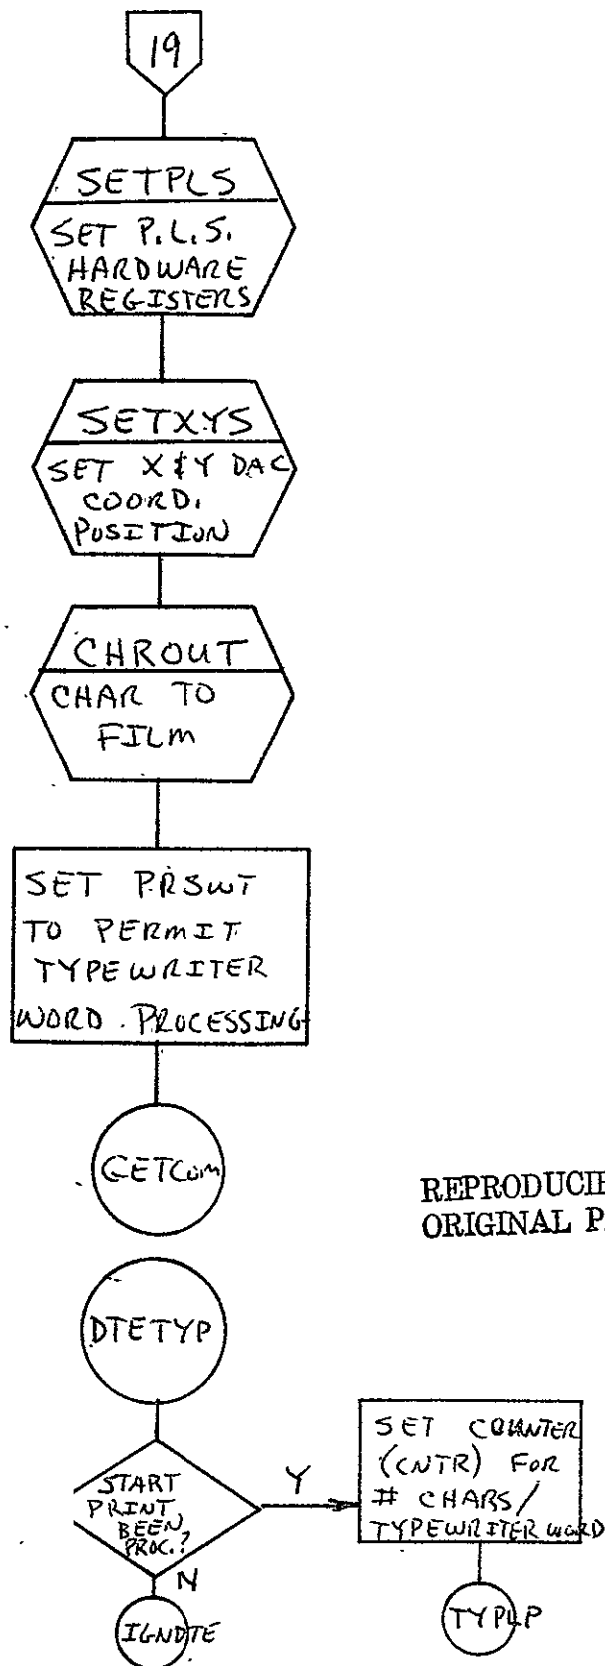 19
SETPLS
SET P.L.S.
HARDWARE
REGISTERS
SETXYS
SET X & Y DAC
COORD.
POSITION
CHROUT
CHAR TO
FILM
SET PRSWT
TO PERMIT
TYPEWRITER
WORD PROCESSING
GETCOM
REPRODUCI
ORIGINAL P
DTETYP
START
PRINT
BEEN
PROC.?
Y
SET COUNTER
(CNTR) FOR
# CHARS/
TYPEWRITER WORD
N
IGNDTE
TYPLP